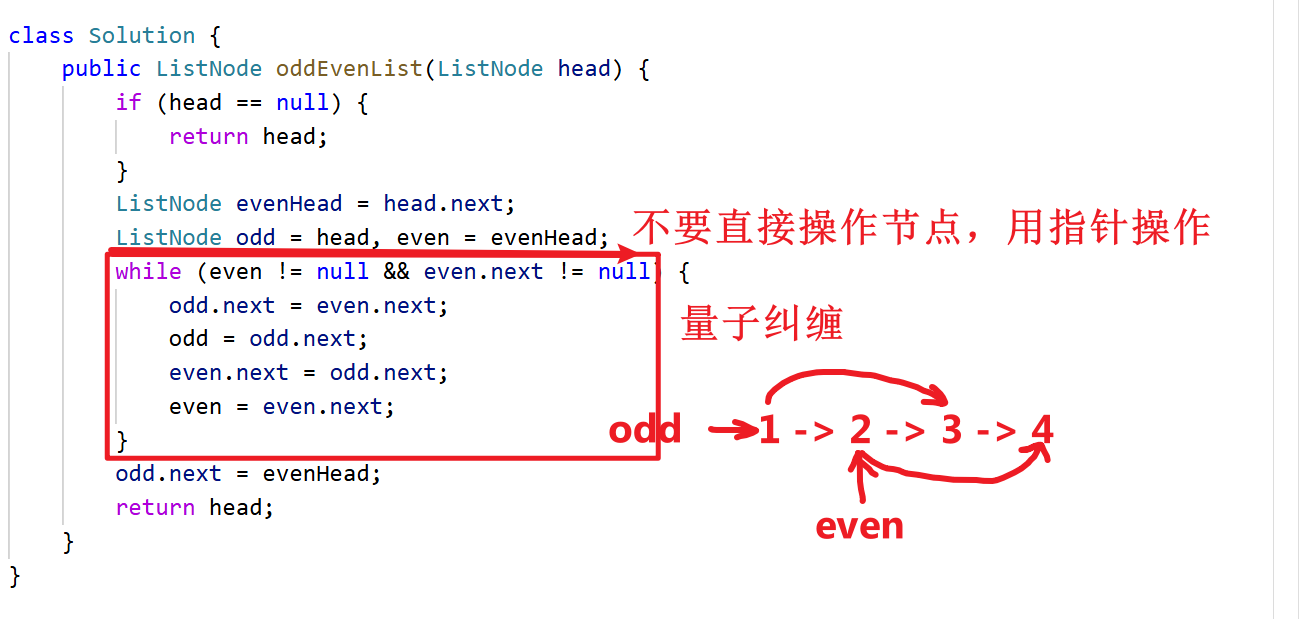 class Solution {
public ListNode oddEvenList(ListNode head) {
if (head == null) {
return head;
}
ListNode evenHead = head.next;
ListNode odd = head, even = evenHead;
不要直接操作节点，用指针操作
while (even != null && even.next != null) {
odd.next = even.next;
量子纠缠
odd = odd.next;
even.next = odd.next;
even = even.next;
}
odd 1 -> 2 -> 3 -> 4
odd.next = evenHead;
return head;
even
}
}